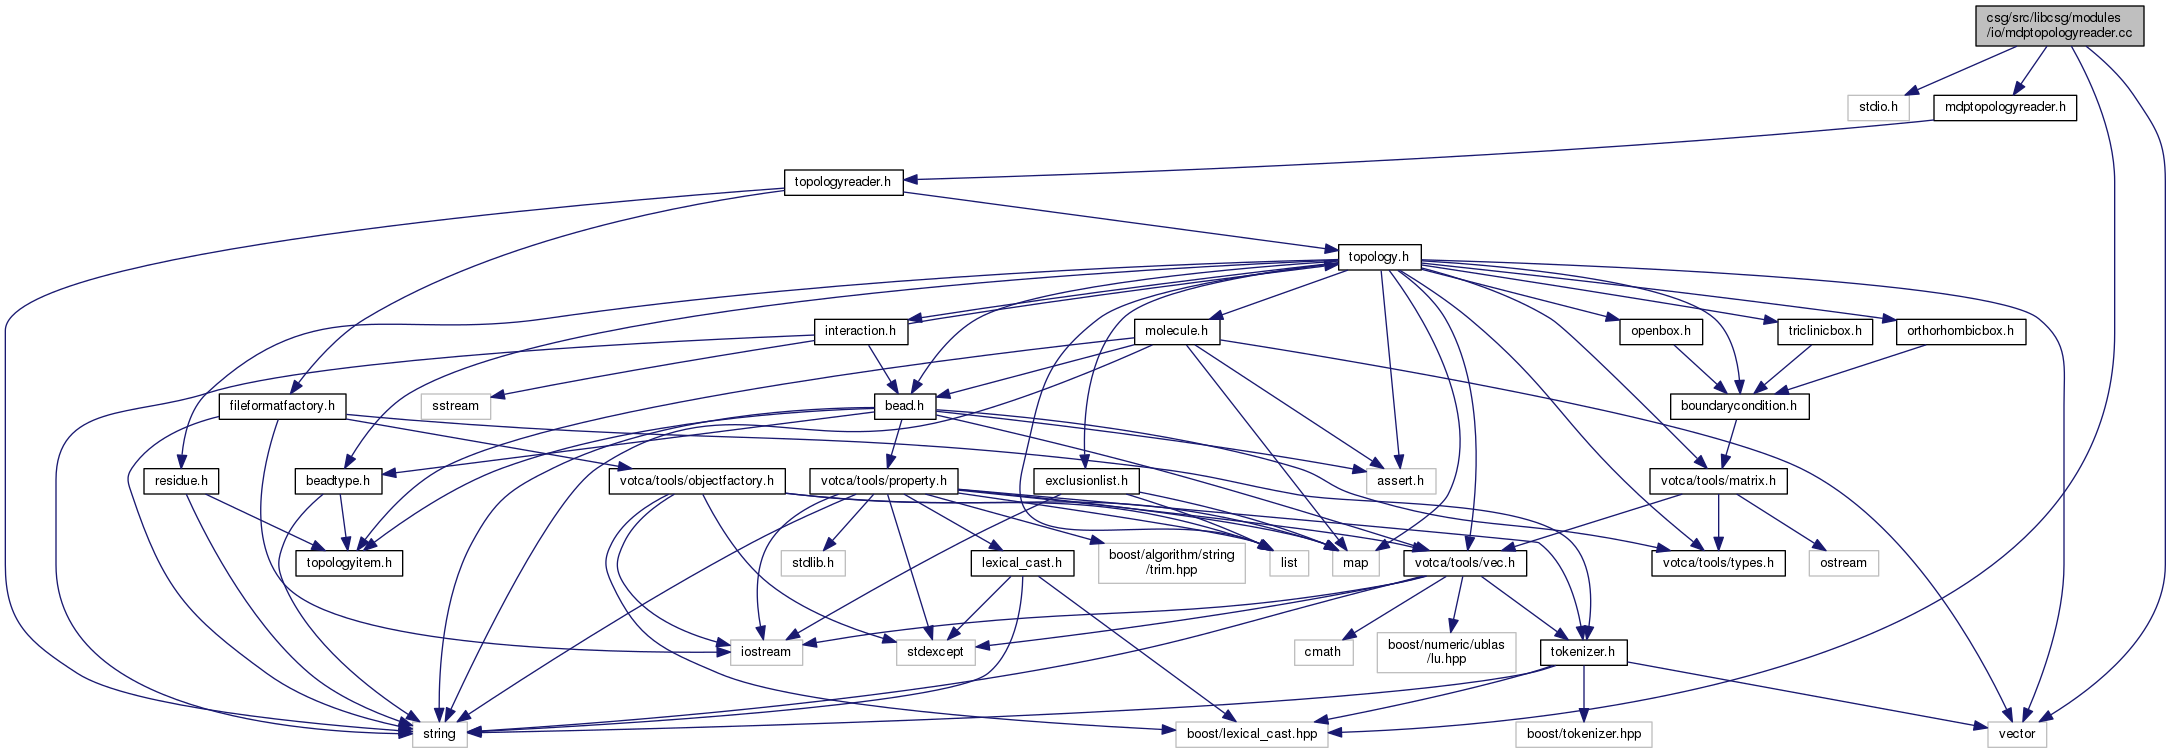 csg/src/libcsg/modules
/io/mdptopologyreader.cc
stdio.h
mdptopologyreader.h
topologyreader.h
topology.h
interaction.h
molecule.h
openbox.h
triclinicbox.h
orthorhombicbox.h
fileformatfactory.h
sstream
bead.h
boundarycondition.h
residue.h
beadtype.h
votca/tools/objectfactory.h
votca/tools/property.h
exclusionlist.h
assert.h
votca/tools/matrix.h
topologyitem.h
stdlib.h
lexical_cast.h
boost/algorithm/string
/trim.hpp
list
map
votca/tools/vec.h
votca/tools/types.h
ostream
iostream
stdexcept
cmath
boost/numeric/ublas
/lu.hpp
tokenizer.h
string
boost/lexical_cast.hpp
boost/tokenizer.hpp
vector